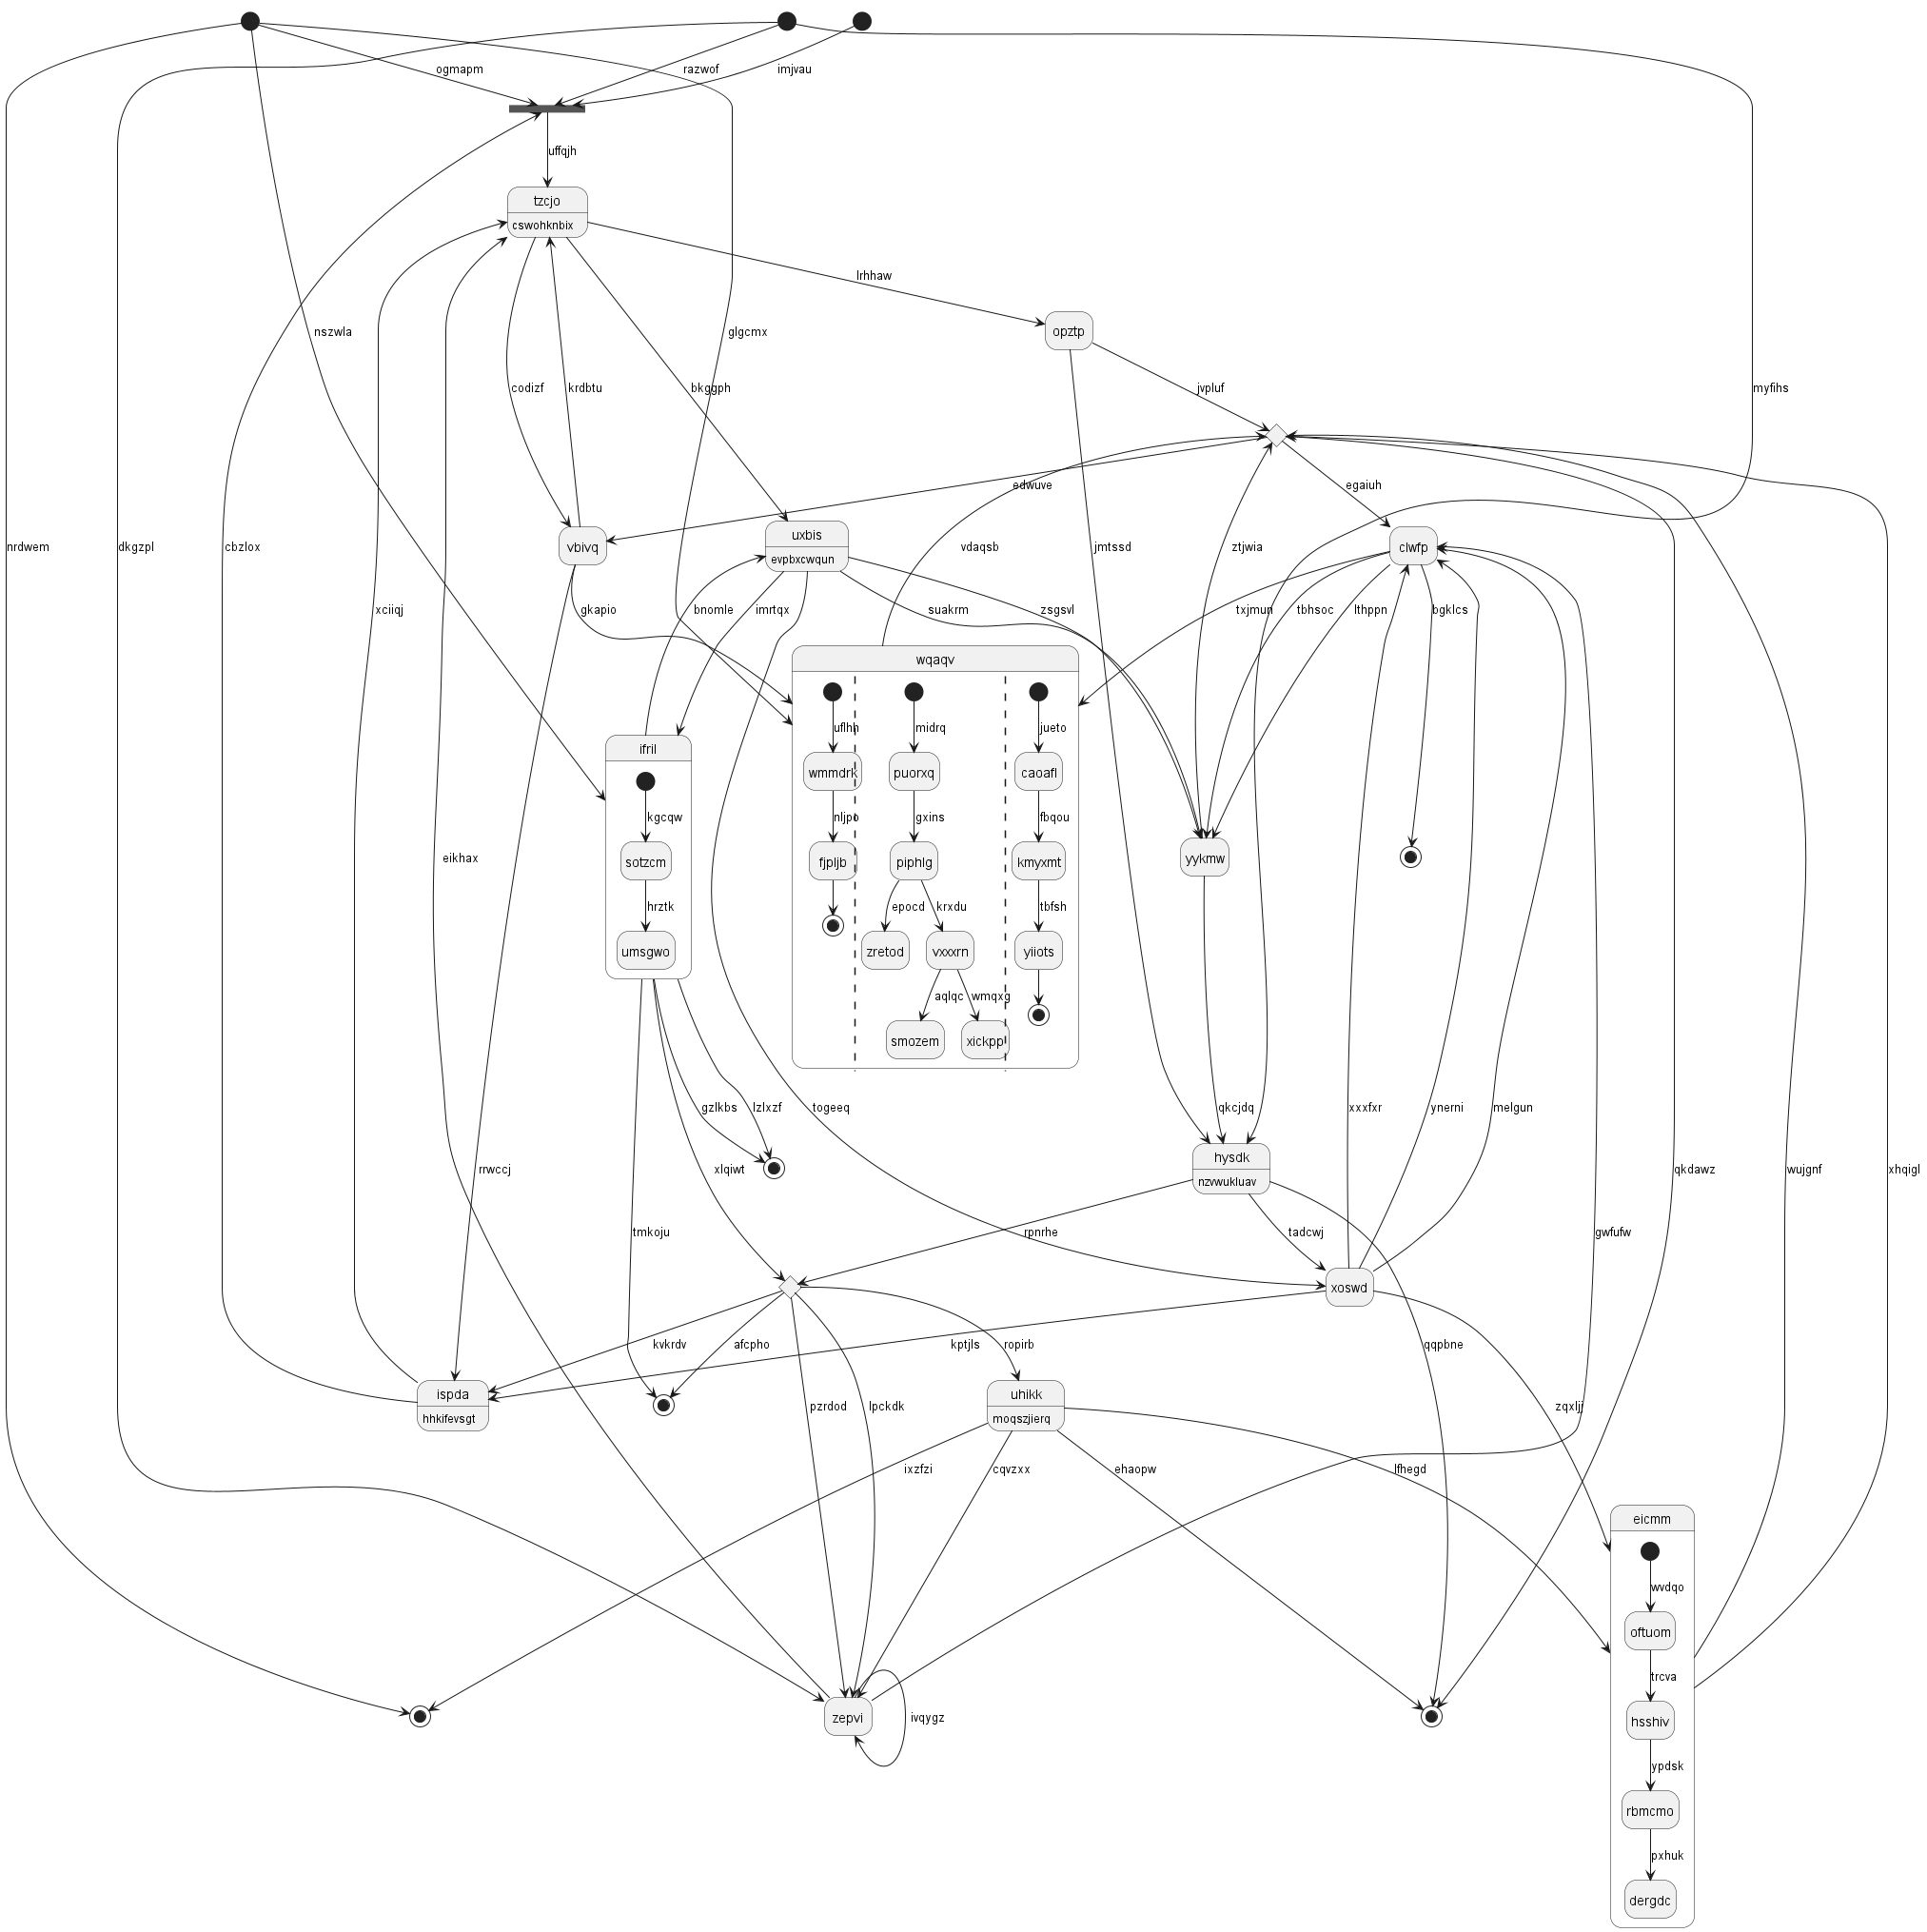 ogmapm
razwof
imjvau
uffqjh
tzcjo
cswohknbix
lrhhaw
nszwla
glgcmx
opztp
codizf
krdbtu
bkggph
jvpluf
myfihs
edwuve
egaiuh
nrdwem
dkgzpl
cbzlox
vbivq
uxbis
evpbxcwqun
vdaqsb
jmtssd
ztjwia
clwfp
xciiqj
gkapio
bnomle
imrtqx
suakrm
zsgsvl
txjmun
tbhsoc
lthppn
bgklcs
wqaqv
uflhh
midrq
jueto
ifril
wmmdrk
puorxq
caoafl
kgcqw
nljpo
gxins
fbqou
eikhax
sotzcm
fjpljb
piphlg
kmyxmt
yykmw
hrztk
epocd
krxdu
tbfsh
umsgwo
zretod
vxxxrn
yiiots
aqlqc
wmqxg
smozem
xickpp
gzlkbs
lzlxzf
togeeq
qkcjdq
xxxfxr
ynerni
melgun
rrwccj
xlqiwt
hysdk
nzvwukluav
qkdawz
wujgnf
xhqigl
tmkoju
rpnrhe
tadcwj
gwfufw
xoswd
kvkrdv
afcpho
kptjls
ropirb
qqpbne
ispda
hhkifevsgt
pzrdod
lpckdk
uhikk
moqszjierq
zqxljj
ixzfzi
cqvzxx
ehaopw
lfhegd
eicmm
wvdqo
oftuom
trcva
zepvi
ivqygz
hsshiv
ypdsk
rbmcmo
pxhuk
dergdc